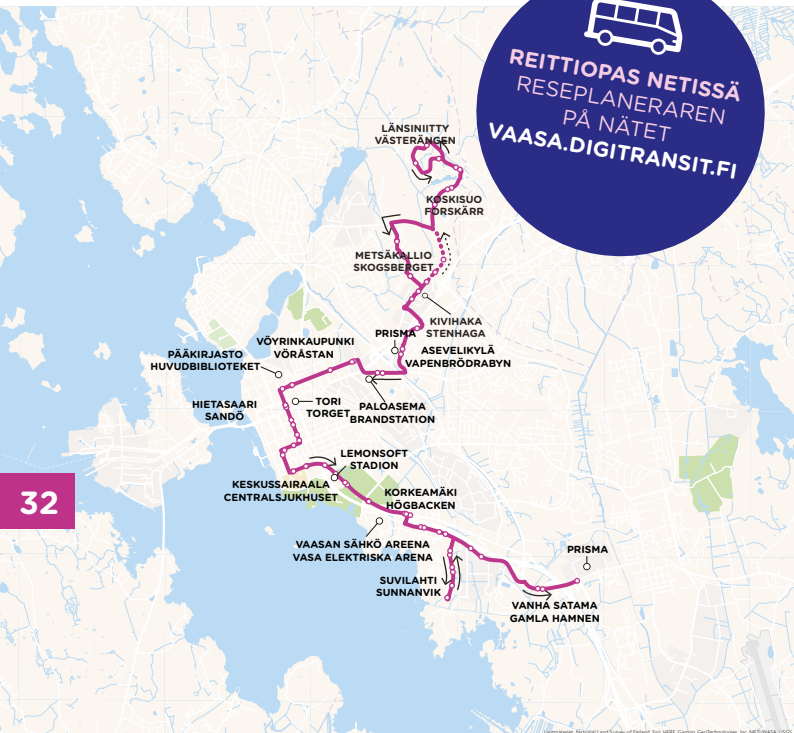 REITTIOPAS NETISSÄ
RESEPLANERAREN
PÅ NÄTET
VAASA.DIGITRANSIT.FI
LÄNSINIITTY
VÄSTERÄNGEN
KOSKISUO
FORSKÄRR
METSÄKALLIO
SKOGSBERGET
KIVIHAKA
STENHAGA
PRISMA
ASEVELIKYLÄ
VAPENBRÖDRABYN
VÖYRINKAUPUNKI
VÖRÅSTAN
PÄÄKIRJASTO
HUVUDBIBLIOTEKET
HIETASAARI
SANDÖ
TORI
TORGET
PALOASEMA
BRANDSTATION
LEMONSOFT
STADION
KESKUSSAIRAALA
CENTRALSJUKHUSET
KORKEAMÄKI
HÖGBACKEN
32
VAASAN SÄHKÖ AREENA
VASA ELEKTRISKA ARENA
PRISMA
SUVILAHTI
SUNNANVIK
VANHA SATAMA
GAMLA HAMNEN